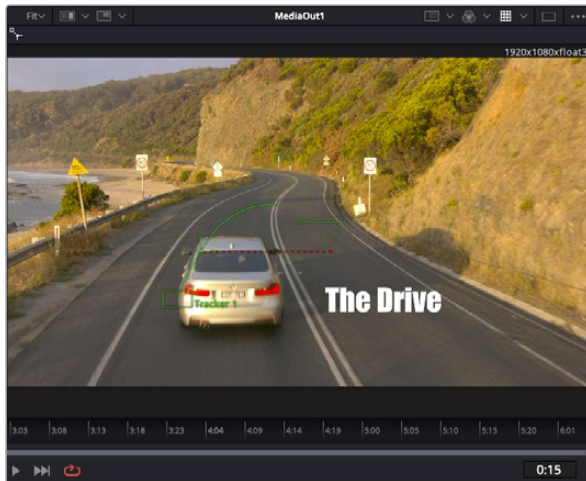 Fit MediaOut1
1920x1080xfloat3
Tracker 1
The Drive
3:03 3:08 3:13 3:18 3:23 4:04 4:09 4:14 4:19 5:00 5:05 5:10 5:15 5:20 6:01
0:15